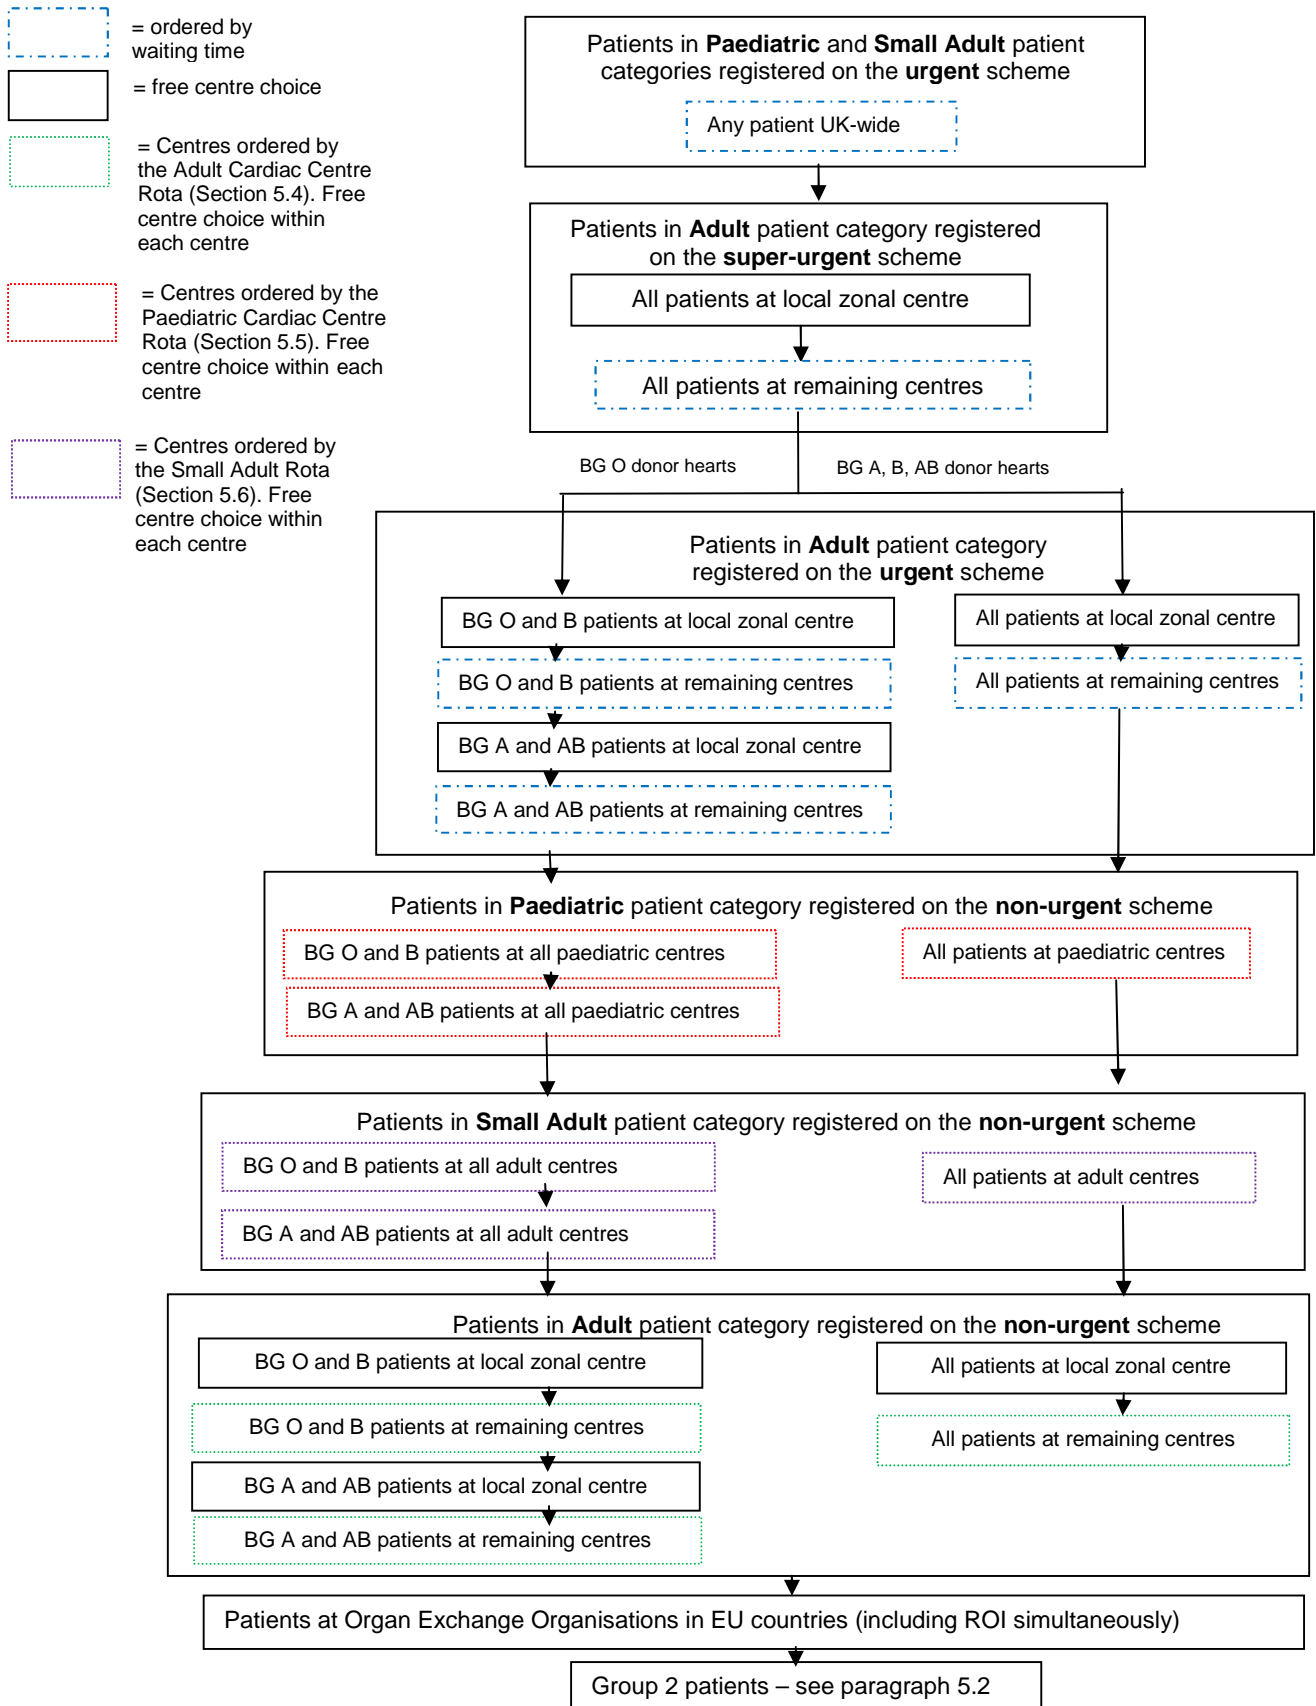 = ordered by
waiting time
= free centre choice
= Centres ordered by
the Adult Cardiac Centre
Rota (Section 5.4). Free
centre choice within
each centre
= Centres ordered by the
Paediatric Cardiac Centre
Rota (Section 5.5). Free
centre choice within each
centre
= Centres ordered by
the Small Adult Rota
(Section 5.6). Free
centre choice within
each centre
Patients in Paediatric and Small Adult patient
categories registered on the urgent scheme
Any patient UK-wide
Patients in Adult patient category registered
on the super-urgent scheme
All patients at local zonal centre
All patients at remaining centres
BG O donor hearts
BG A, B, AB donor hearts
Patients in Adult patient category
registered on the urgent scheme
BG O and B patients at local zonal centre
BG O and B patients at remaining centres
BG A and AB patients at local zonal centre
BG A and AB patients at remaining centres
All patients at local zonal centre
All patients at remaining centres
Patients in Paediatric patient category registered on the non-urgent scheme
BG O and B patients at all paediatric centres
BG A and AB patients at all paediatric centres
All patients at paediatric centres
Patients in Small Adult patient category registered on the non-urgent scheme
BG O and B patients at all adult centres
BG A and AB patients at all adult centres
All patients at adult centres
Patients in Adult patient category registered on the non-urgent scheme
BG O and B patients at local zonal centre
BG O and B patients at remaining centres
BG A and AB patients at local zonal centre
BG A and AB patients at remaining centres
All patients at local zonal centre
All patients at remaining centres
Patients at Organ Exchange Organisations in EU countries (including ROI simultaneously)
Group 2 patients – see paragraph 5.2